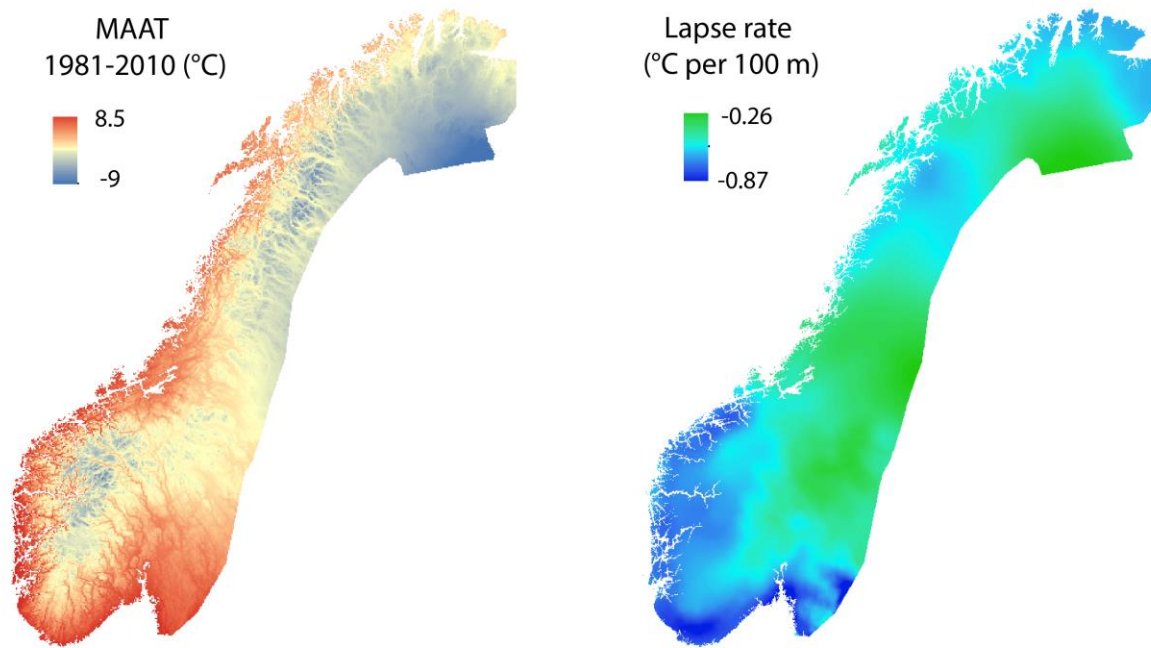 MAAT
1981-2010 (°C)
8.5
-9
Lapse rate
(°C per 100 m)
-0.26
-0.87